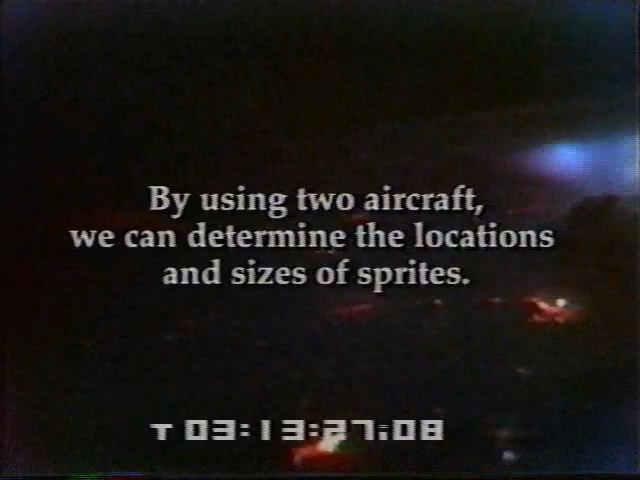 By using two aircraft,
we can determine the locations
and sizes of sprites.
T 03:13:27:08